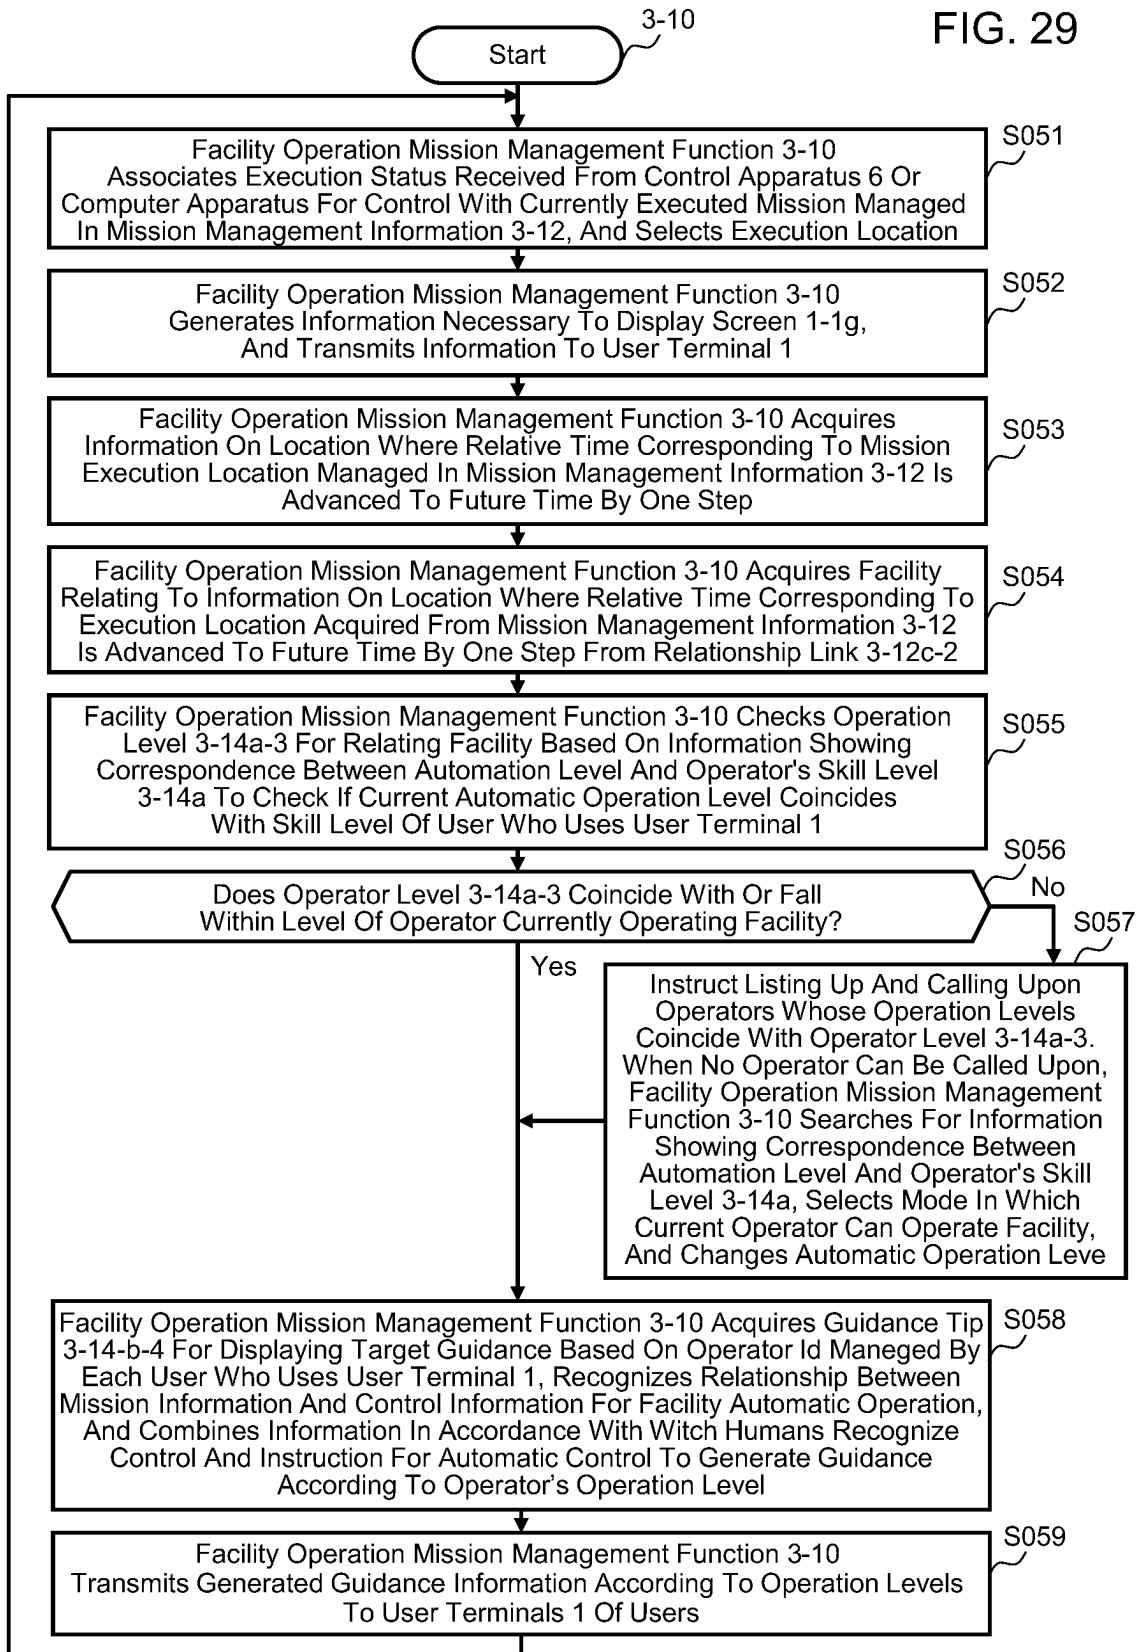 FIG. 29
3-10
Start
S051
Facility Operation Mission Management Function 3-10
Associates Execution Status Received From Control Apparatus 6 Or
Computer Apparatus For Control With Currently Executed Mission Managed
In Mission Management Information 3-12, And Selects Execution Location
S052
Facility Operation Mission Management Function 3-10
Generates Information Necessary To Display Screen 1-1g,
And Transmits Information To User Terminal 1
S053
Facility Operation Mission Management Function 3-10 Acquires
Information On Location Where Relative Time Corresponding To Mission
Execution Location Managed In Mission Management Information 3-12 Is
Advanced To Future Time By One Step
S054
Facility Operation Mission Management Function 3-10 Acquires Facility
Relating To Information On Location Where Relative Time Corresponding To
Execution Location Acquired From Mission Management Information 3-12
Is Advanced To Future Time By One Step From Relationship Link 3-12c-2
S055
Facility Operation Mission Management Function 3-10 Checks Operation
Level 3-14a-3 For Relating Facility Based On Information Showing
Correspondence Between Automation Level And Operator's Skill Level
3-14a To Check If Current Automatic Operation Level Coincides
With Skill Level Of User Who Uses User Terminal 1
S056
Does Operator Level 3-14a-3 Coincide With Or Fall
Within Level Of Operator Currently Operating Facility?
No
Yes
S057
Instruct Listing Up And Calling Upon
Operators Whose Operation Levels
Coincide With Operator Level 3-14a-3.
When No Operator Can Be Called Upon,
Facility Operation Mission Management
Function 3-10 Searches For Information
Showing Correspondence Between
Automation Level And Operator's Skill
Level 3-14a, Selects Mode In Which
Current Operator Can Operate Facility,
And Changes Automatic Operation Leve
S058
Facility Operation Mission Management Function 3-10 Acquires Guidance Tip
3-14-b-4 For Displaying Target Guidance Based On Operator Id Maneged By
Each User Who Uses User Terminal 1, Recognizes Relationship Between
Mission Information And Control Information For Facility Automatic Operation,
And Combines Information In Accordance With Witch Humans Recognize
Control And Instruction For Automatic Control To Generate Guidance
According To Operator's Operation Level
S059
Facility Operation Mission Management Function 3-10
Transmits Generated Guidance Information According To Operation Levels
To User Terminals 1 Of Users